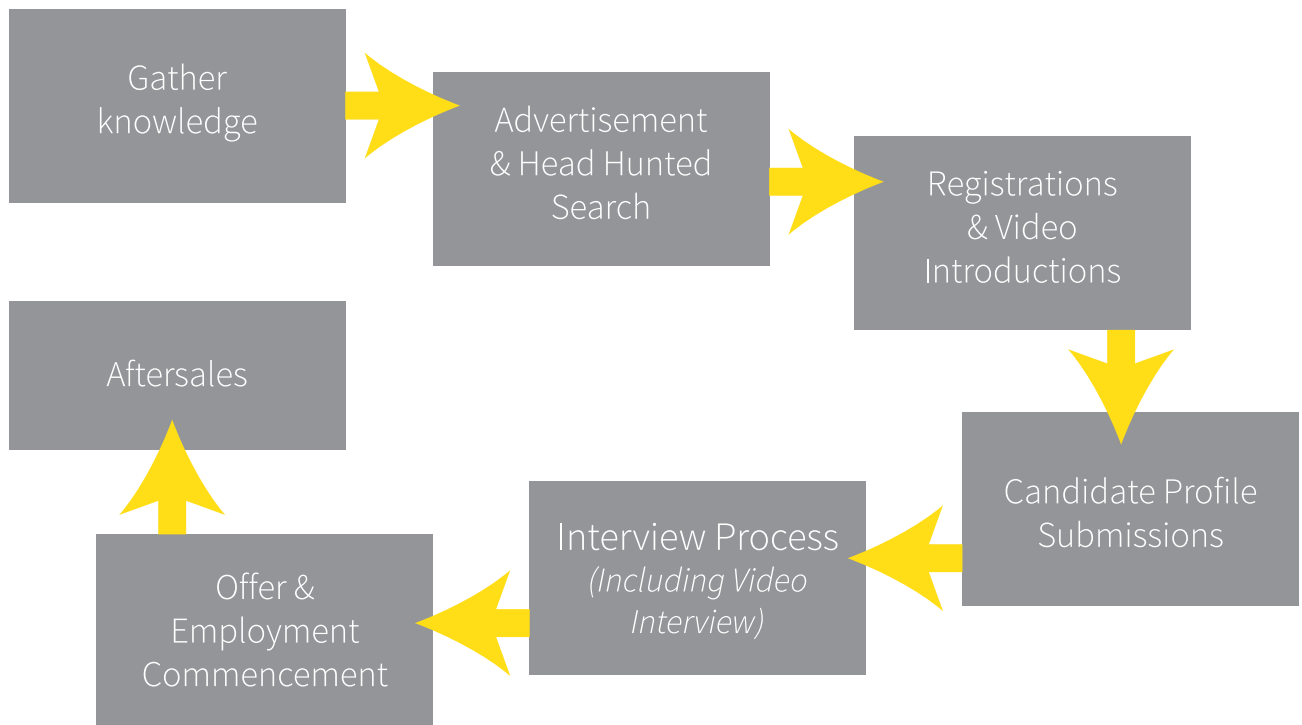 Gather
knowledge
Advertisement
& Head Hunted
Search
Registrations
& Video
Introductions
Candidate Profile
Submissions
Interview Process
(Including Video
Interview)
Offer &
Employment
Commencement
Aftersales